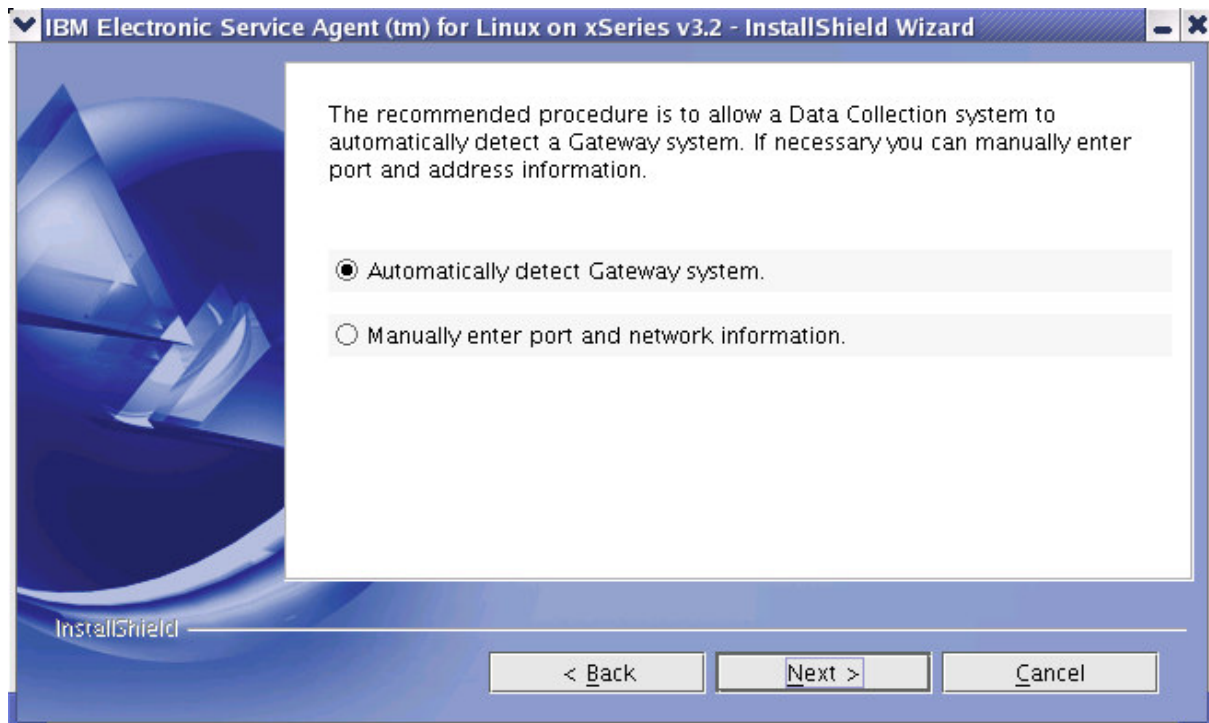 IBM Electronic Service Agent (tm) for Linux on xSeries v3.2 - InstallShield Wizard
The recommended procedure is to allow a Data Collection system to
automatically detect a Gateway system. If necessary you can manually enter
port and address information.
Automatically detect Gateway system.
Manually enter port and network information.
InstallShield
< Back
Next >
Cancel